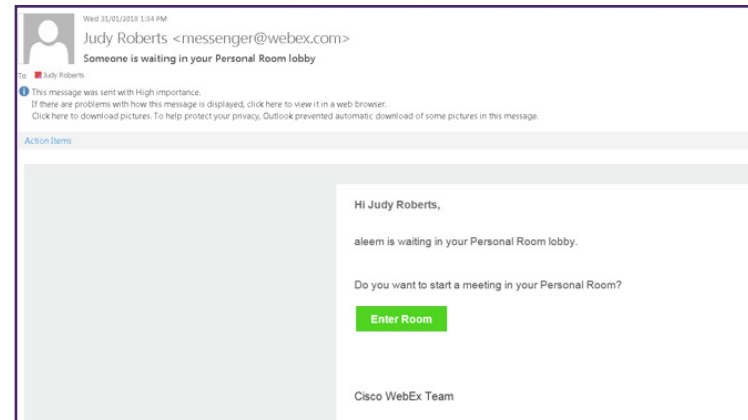 Wed 31/01/2018 1:34 PM
Judy Roberts <messenger@webex.com>
Someone is waiting in your Personal Room lobby
To Judy Roberts
This message was sent with High importance.
If there are problems with how this message is displayed, click here to view it in a web browser.
Click here to download pictures. To help protect your privacy, Outlook prevented automatic download of some pictures in this message.
Action Items
Hi Judy Roberts,
aleem is waiting in your Personal Room lobby.
Do you want to start a meeting in your Personal Room?
Enter Room
Cisco WebEx Team